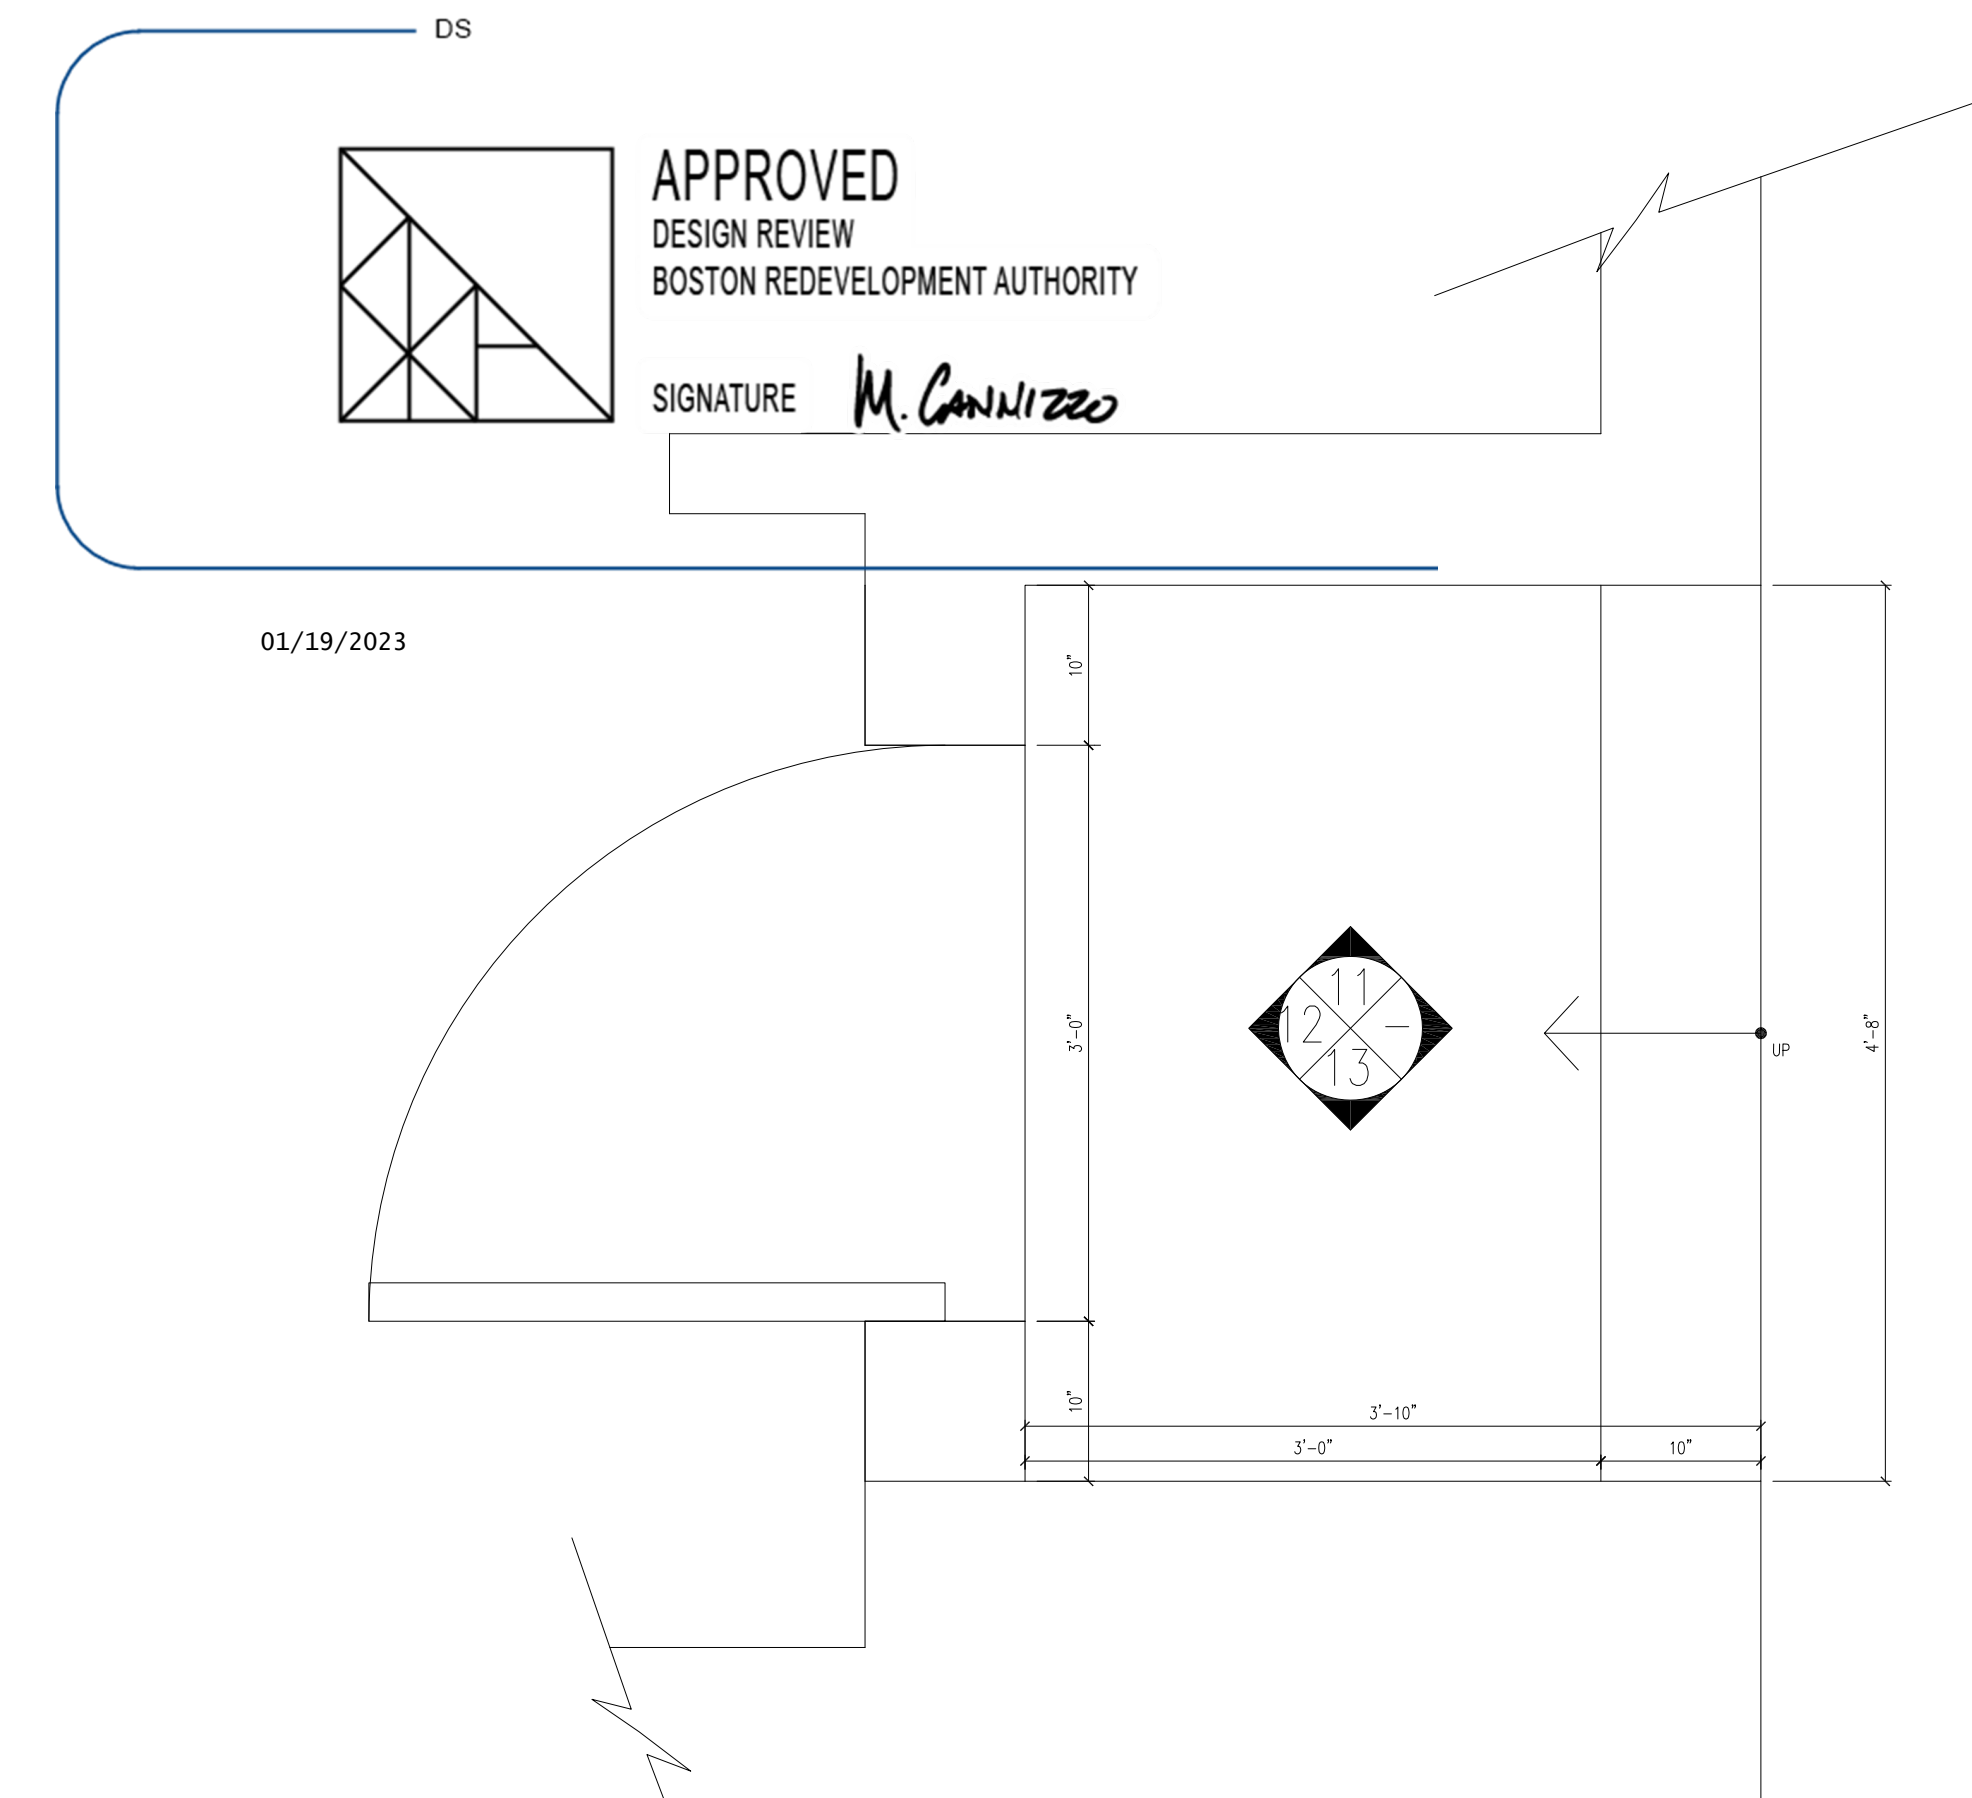 DS
APPROVED
DESIGN REVIEW
BOSTON REDEVELOPMENT AUTHORITY
SIGNATURE M. CANNIZZO
01/19/2023
10"
11
12 –
13
3'-0"
UP
4'-8"
10"
3'-10"
3'-0"
10"